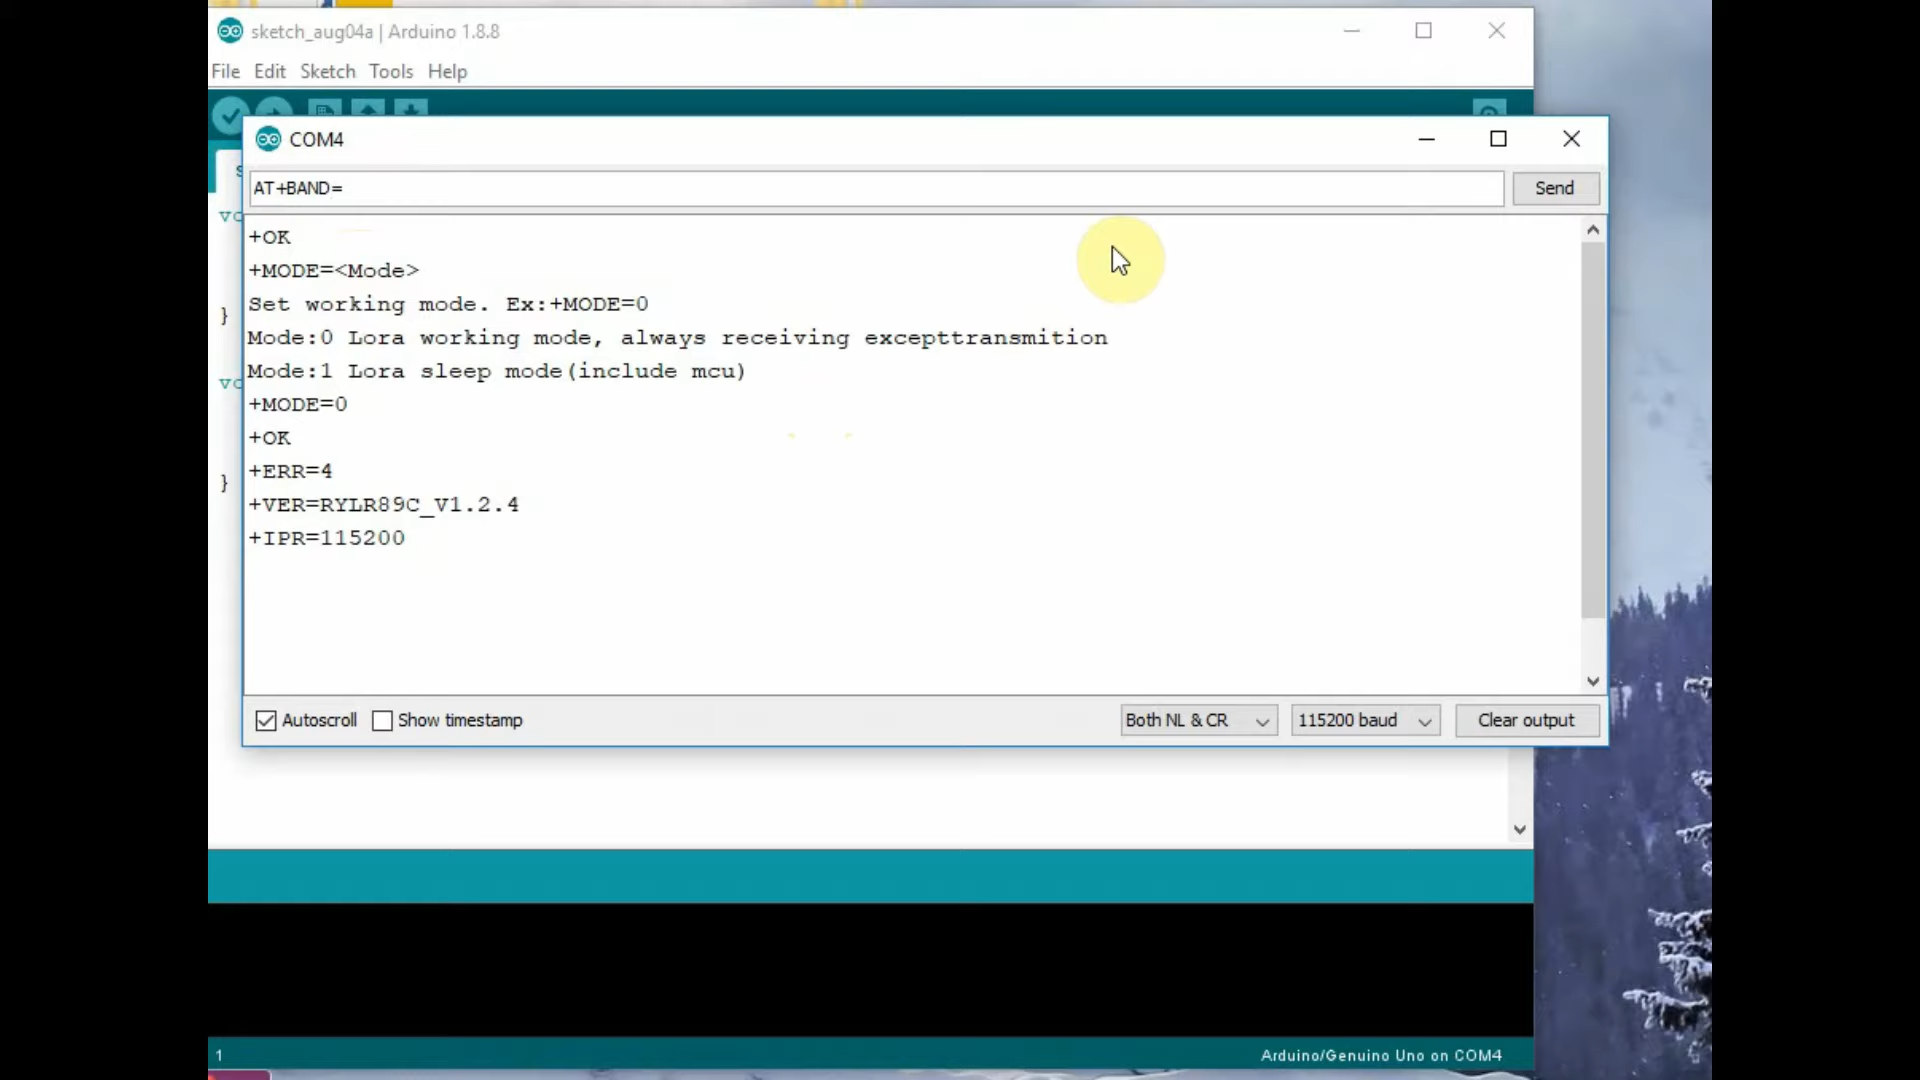 sketch_aug04a | Arduino 1.8.8
File Edit Sketch Tools Help
COM4
AT+BAND=
Send
+OK
+MODE=<Mode>
Set working mode. Ex:+MODE=0
Mode:0 Lora working mode, always receiving excepttransmition
Mode:1 Lora sleep mode(include mcu)
+MODE=0
+OK
+ERR=4
+VER=RYLR89C_V1.2.4
+IPR=115200
}
}
Autoscroll Show timestamp Both NL & CR 115200 baud Clear output
1 Arduino/Genuino Uno on COM4